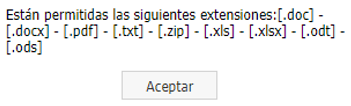 Están permitidas las siguientes extensiones:[.doc] -
[.docx] - [.pdf] - [.txt] - [.zip] - [.xls] - [.xlsx] - [.odt] -
[.ods]
Aceptar